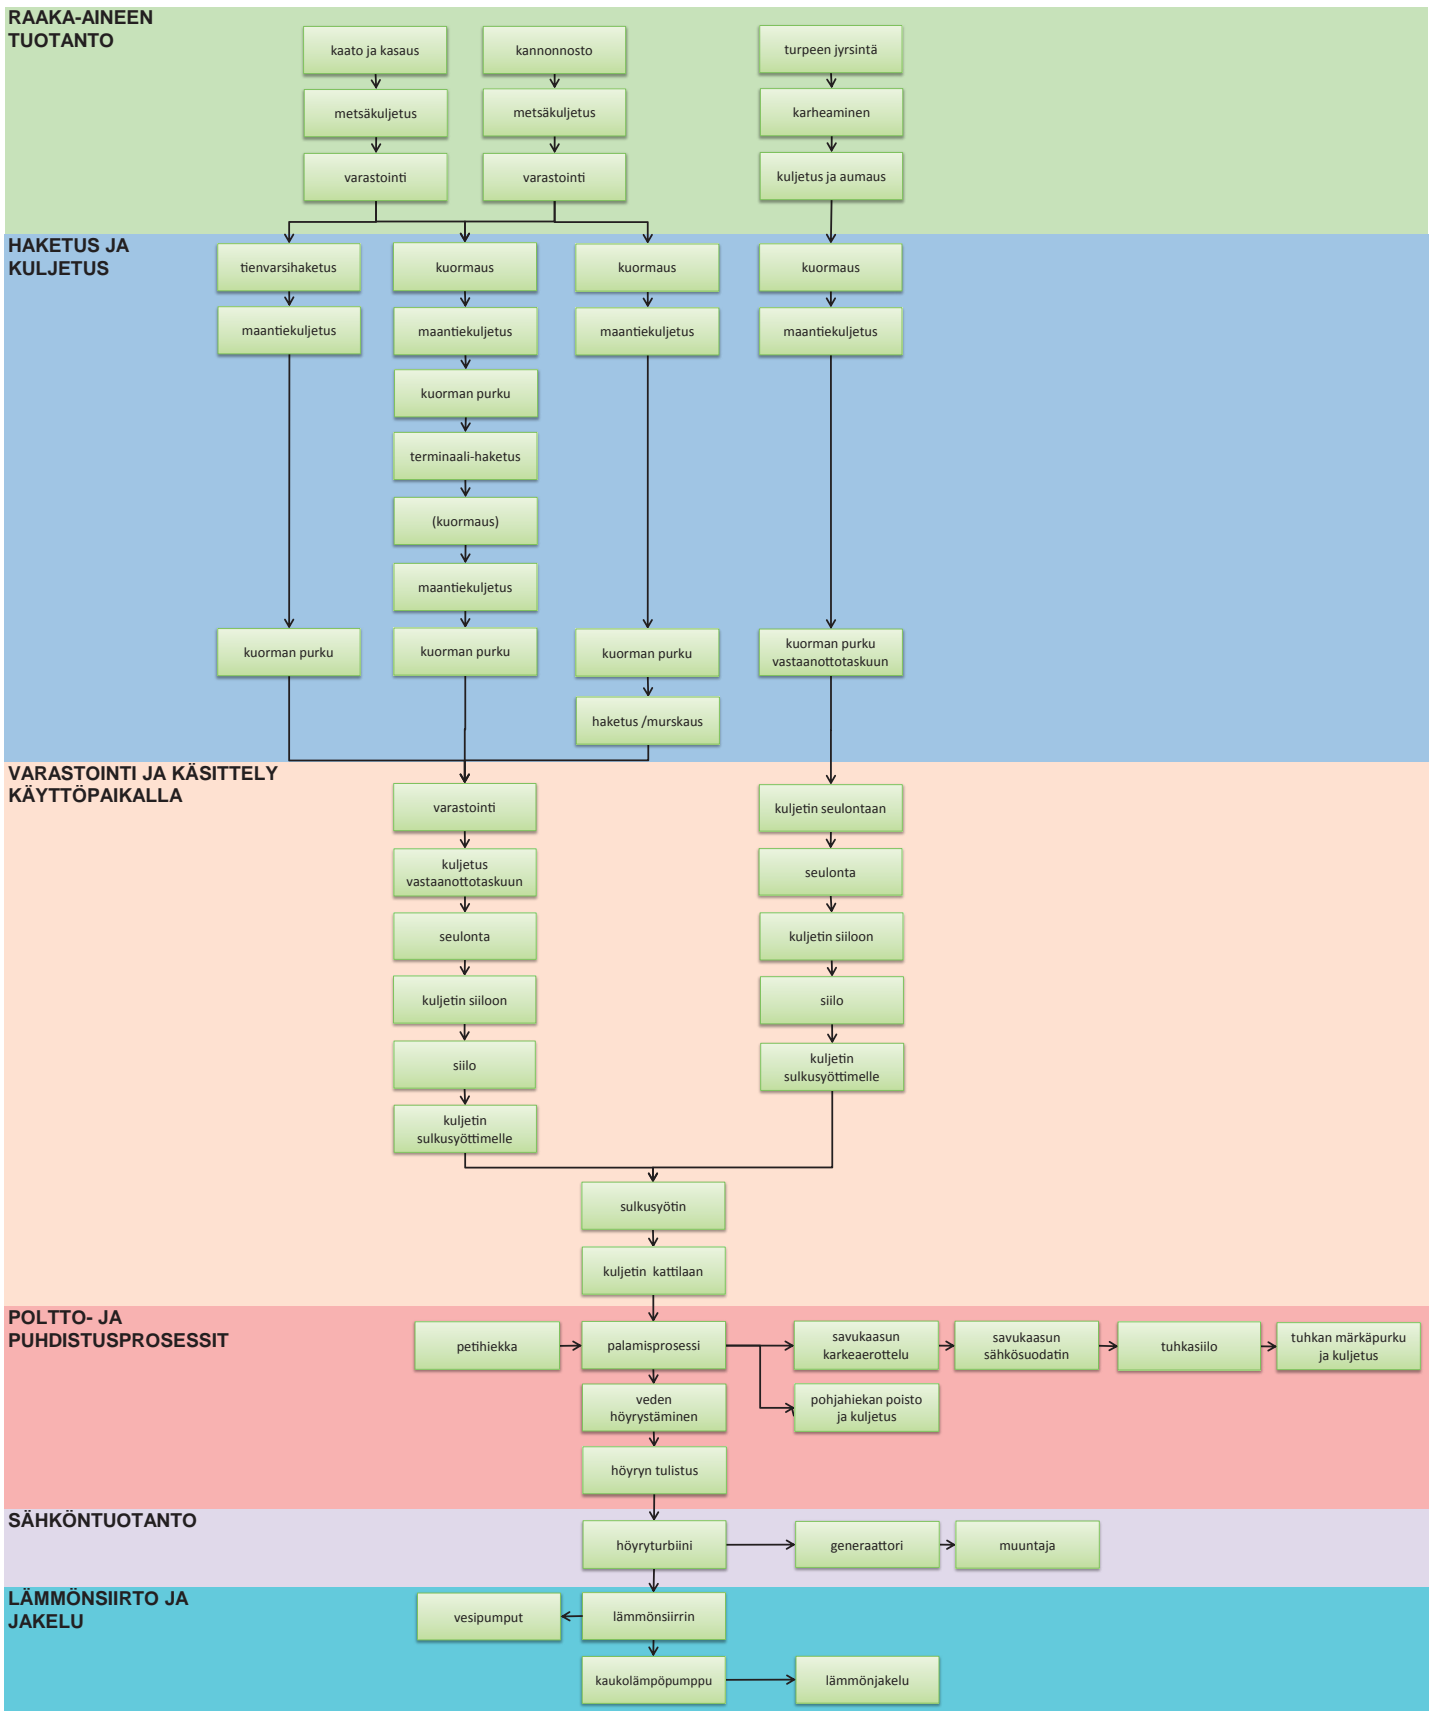 RAAKA-AINEEN
TUOTANTO
kaato ja kasaus
kannonnosto
turpeen jyrsintä
metsäkuljetus
metsäkuljetus
karheaminen
varastointi
varastointi
kuljetus ja aumaus
HAKETUS JA
KULJETUS
tienvarsihaketus
kuormaus
kuormaus
kuormaus
maantiekuljetus
maantiekuljetus
maantiekuljetus
maantiekuljetus
kuorman purku
terminaali-haketus
(kuormaus)
maantiekuljetus
kuorman purku
kuorman purku
kuorman purku
kuorman purku
vastaanottotaskuun
haketus /murskaus
VARASTOINTI JA KÄSITTELY
KÄYTTÖPAIKALLA
varastointi
kuljetin seulontaan
kuljetus
vastaanottotaskuun
seulonta
seulonta
kuljetin siiloon
kuljetin siiloon
siilo
siilo
kuljetin
sulkusyöttimelle
kuljetin
sulkusyöttimelle
sulkusyötin
kuljetin kattilaan
POLTTO- JA
PUHDISTUSPROSESSIT
petihiekka
palamisprosessi
savukaasun
karkeaerottelu
savukaasun
sähkösuodatin
tuhkasiilo
tuhkan märkäpurku
ja kuljetus
veden
höyrystäminen
pohjahiekan poisto
ja kuljetus
höyryn tulistus
SÄHKÖNTUOTANTO
höyryturbiini
generaattori
muuntaja
LÄMMÖNSIIRTO JA
JAKELU
vesipumput
lämmönsiirrin
kaukolämpöpumppu
lämmönjakelu